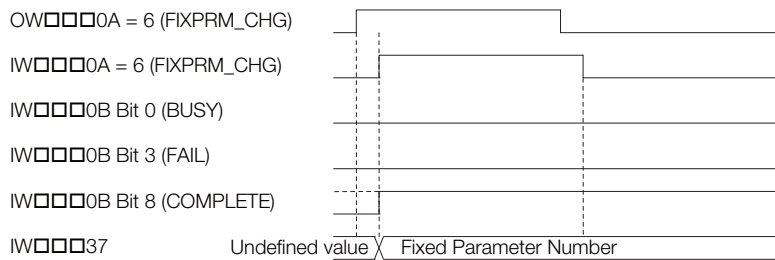 OW□□□0A = 6 (FIXPRM_CHG)
IW□□□0A = 6 (FIXPRM_CHG)
IW□□□0B Bit 0 (BUSY)
IW□□□0B Bit 3 (FAIL)
IW□□□0B Bit 8 (COMPLETE)
IW□□□37 Undefined value Fixed Parameter Number